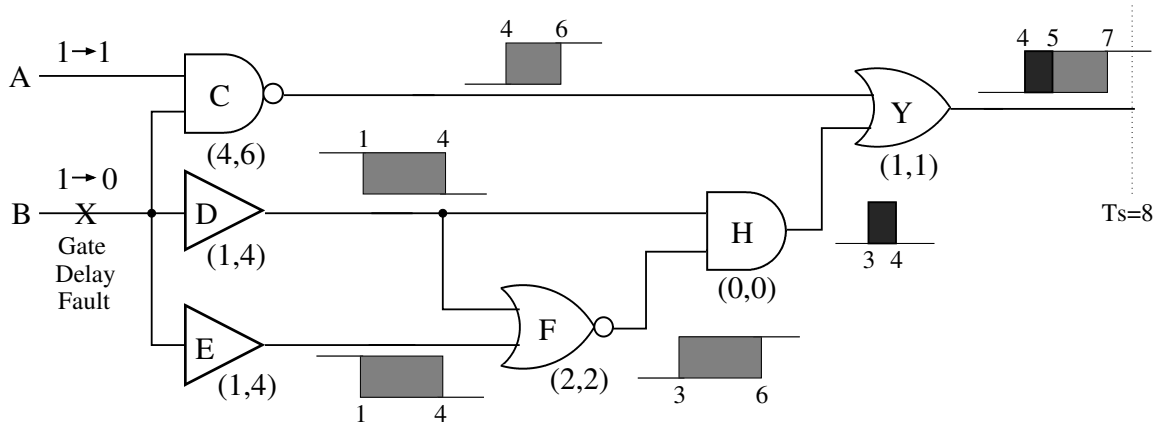 4 6
4 5 7
1→1
A
C
Y
(4,6)
(1,1)
1 4
1→0
B
X
D
H
Ts=8
Gate
Delay
Fault
(1,4)
3 4
(0,0)
E
F
(1,4)
(2,2)
1 4
3 6